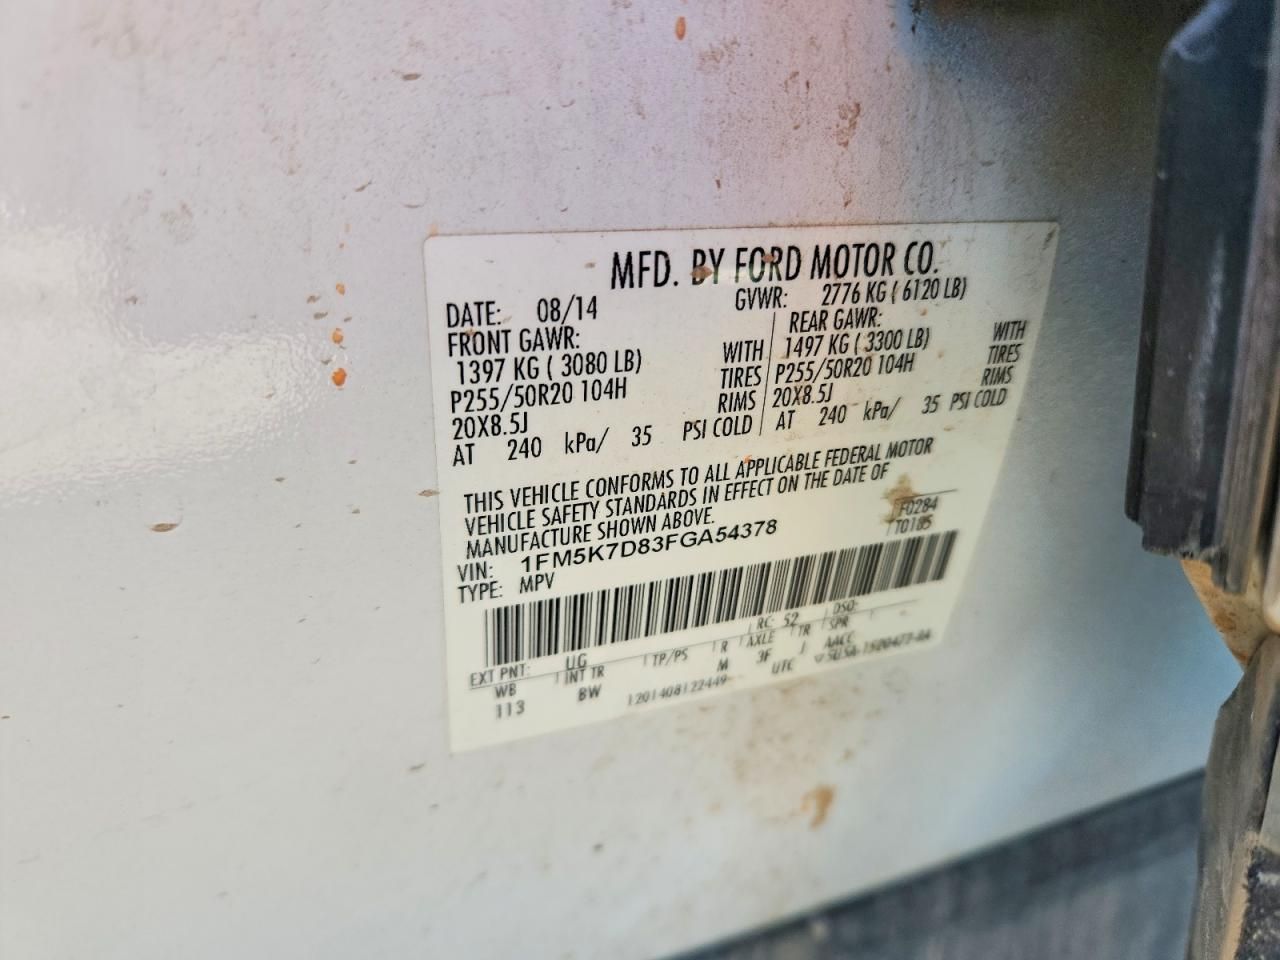 MFD. BY FORD MOTOR CO.
DATE: 08/14 GVWR: 2776 KG ( 6120 LB)
FRONT GAWR: REAR GAWR:
1397 KG ( 3080 LB) WITH 1497 KG ( 3300 LB) WITH
P255/50R20 104H TIRES P255/50R20 104H TIRES
20X8.5J RIMS 20X8.5J RIMS
AT 240 kPa/ 35 PSI COLD AT 240 kPa/ 35 PSI COLD
THIS VEHICLE CONFORMS TO ALL APPLICABLE FEDERAL MOTOR
VEHICLE SAFETY STANDARDS IN EFFECT ON THE DATE OF
MANUFACTURE SHOWN ABOVE.
F0284
T0185
VIN: 1FM5K7D83FGA54378
TYPE: MPV
EXT PNT: UG RC: 52 DSO:
WB INT TR TP/PS R AXLE TR SPR
113 BW M 3F J AACC
1201408122449 UTC